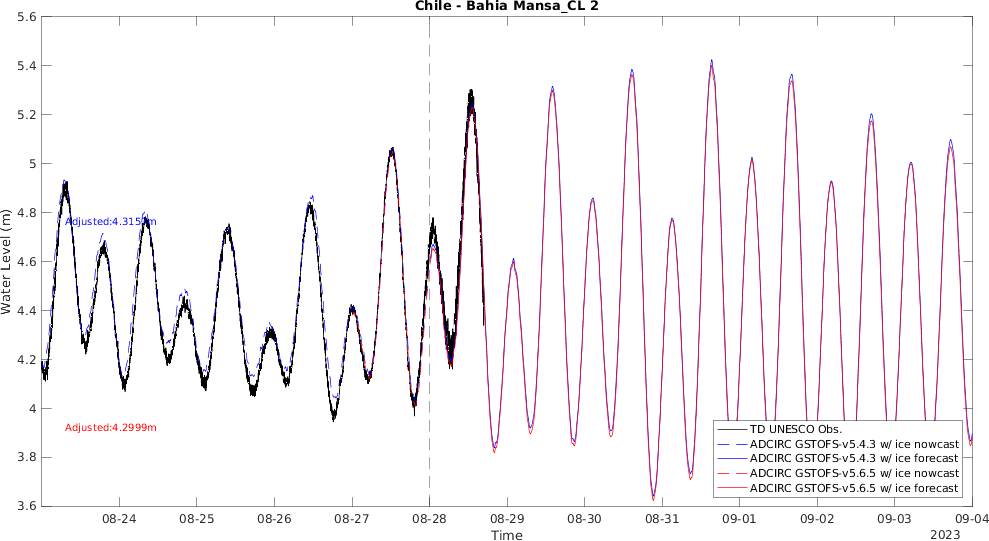 Chile - Bahia Mansa_CL 2
5.6
5.4
5.2
5
4.8
4.6
4.4
4.2
4
3.8
3.6
Water Level (m)
Adjusted:4.3157m
Adjusted:4.2999m
TD UNESCO Obs.
ADCIRC GSTOFS-v5.4.3 w/ ice nowcast
ADCIRC GSTOFS-v5.4.3 w/ ice forecast
ADCIRC GSTOFS-v5.6.5 w/ ice nowcast
ADCIRC GSTOFS-v5.6.5 w/ ice forecast
08-24 08-25 08-26 08-27 08-28 08-29 08-30 08-31 09-01 09-02 09-03 09-04
Time
2023